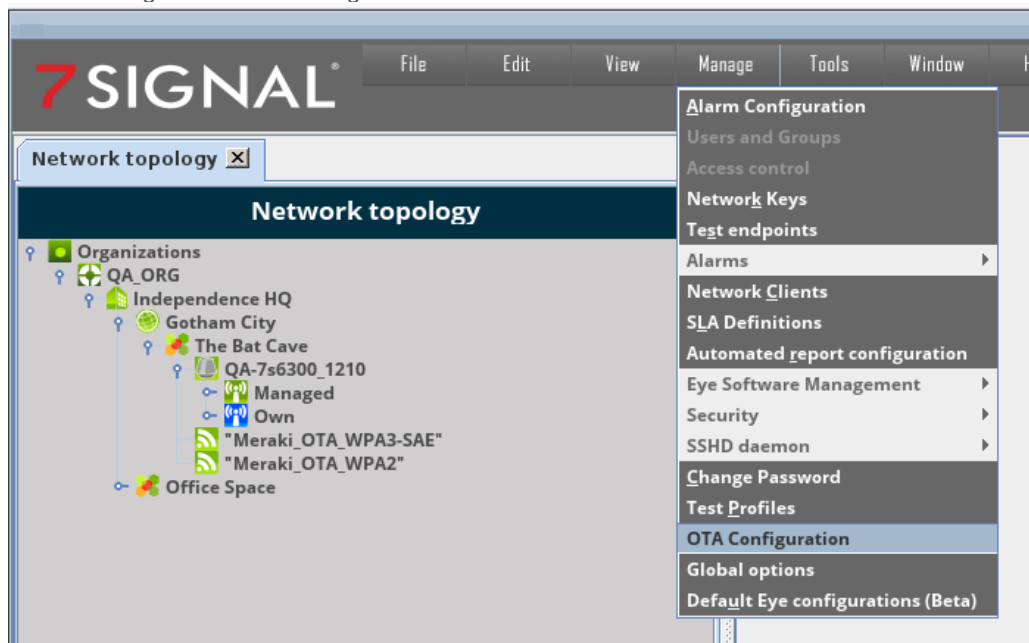 7SIGNAL®
File Edit View Manage Tools Window
Network topology
Network topology
Organizations
QA_ORG
Independence HQ
Gotham City
The Bat Cave
QA-7s6300_1210
Managed
Own
"Meraki_OTA_WPA3-SAE"
"Meraki_OTA_WPA2"
Office Space
Alarm Configuration
Users and Groups
Access control
Network Keys
Test endpoints
Alarms
Network Clients
SLA Definitions
Automated report configuration
Eye Software Management
Security
SSHD daemon
Change Password
Test Profiles
OTA Configuration
Global options
Default Eye configurations (Beta)